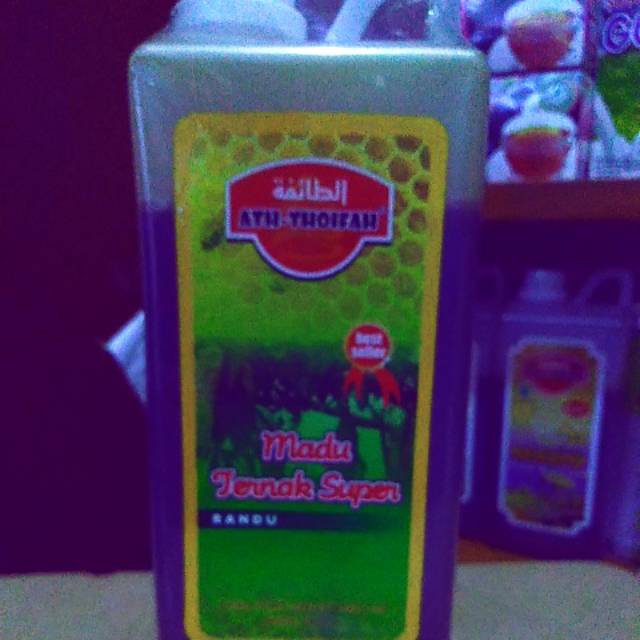 الطائفة
ATH-THOIFAH
best
seller
Madu
Ternak Super
RANDU